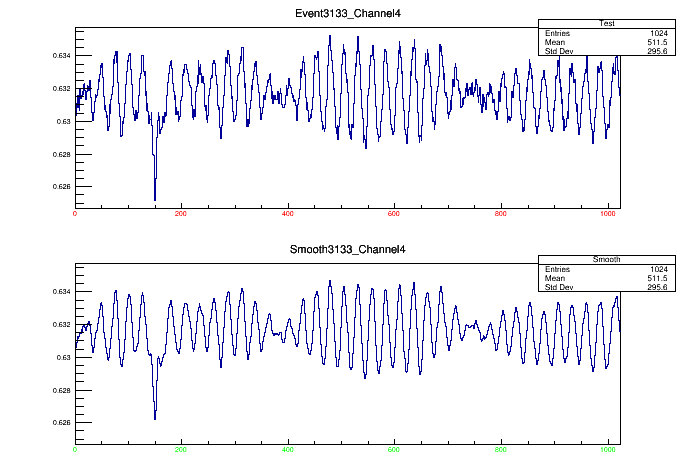 Event3133_Channel4
Test
Entries 1024
Mean 511.5
Std Dev 295.6
0.634
0.632
0.63
0.628
0.626
0 200 400 600 800 1000
Smooth3133_Channel4
Smooth
Entries 1024
Mean 511.5
Std Dev 295.6
0.634
0.632
0.63
0.628
0.626
0 200 400 600 800 1000